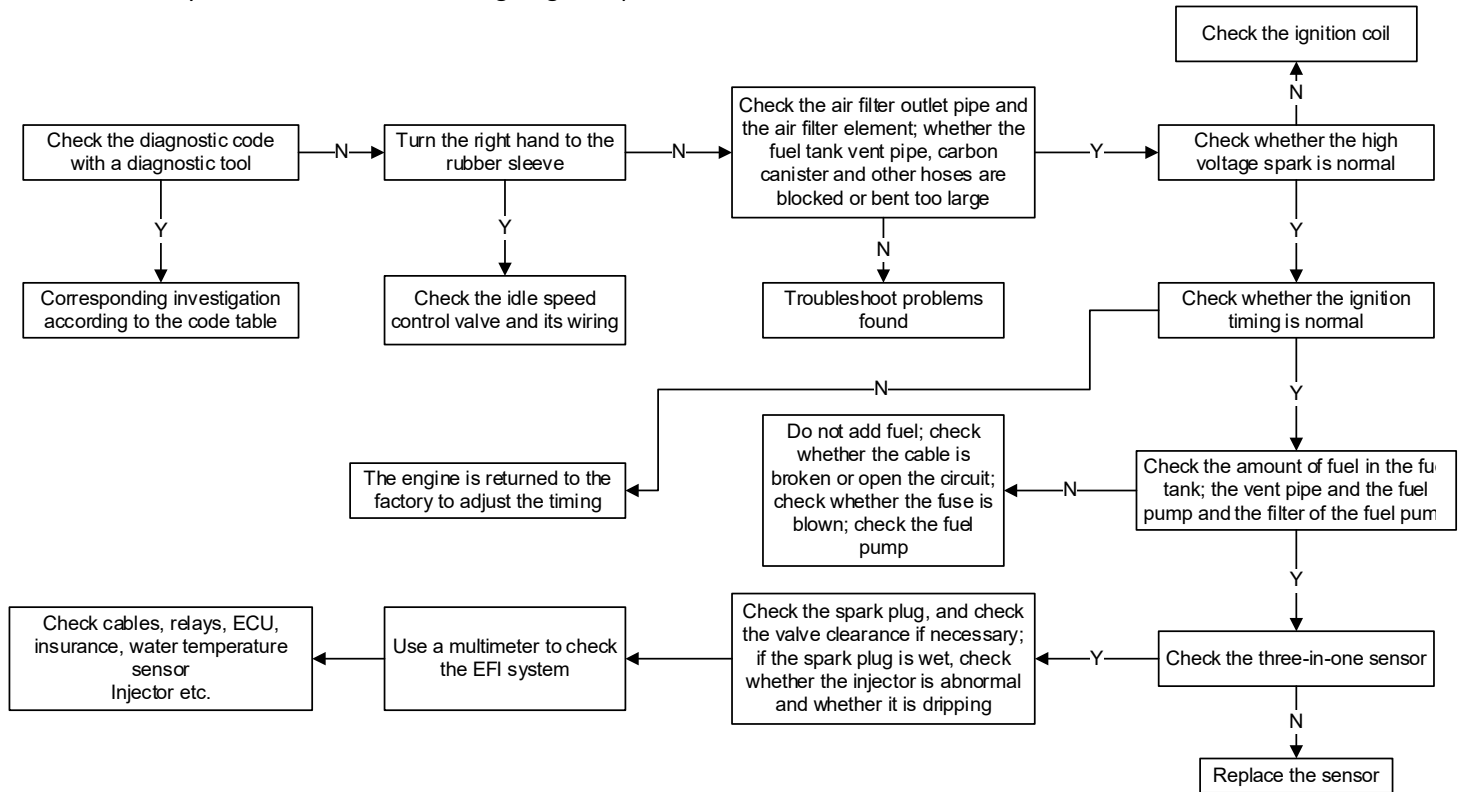 Check the ignition coil
N
Check the diagnostic code
with a diagnostic tool
N
Turn the right hand to the
rubber sleeve
N
Check the air filter outlet pipe and
the air filter element; whether the
fuel tank vent pipe, carbon
canister and other hoses are
blocked or bent too large
Y
Check whether the high
voltage spark is normal
Y
Y
N
Y
Corresponding investigation
according to the code table
Check the idle speed
control valve and its wiring
Troubleshoot problems
found
Check whether the ignition
timing is normal
N
Y
The engine is returned to the
factory to adjust the timing
Do not add fuel; check
whether the cable is
broken or open the circuit;
check whether the fuse is
blown; check the fuel
pump
N
Check the amount of fuel in the fu
tank; the vent pipe and the fuel
pump and the filter of the fuel pum
Y
Check cables, relays, ECU,
insurance, water temperature
sensor
Injector etc.
Use a multimeter to check
the EFI system
Check the spark plug, and check
the valve clearance if necessary;
if the spark plug is wet, check
whether the injector is abnormal
and whether it is dripping
Y
Check the three-in-one sensor
N
Replace the sensor